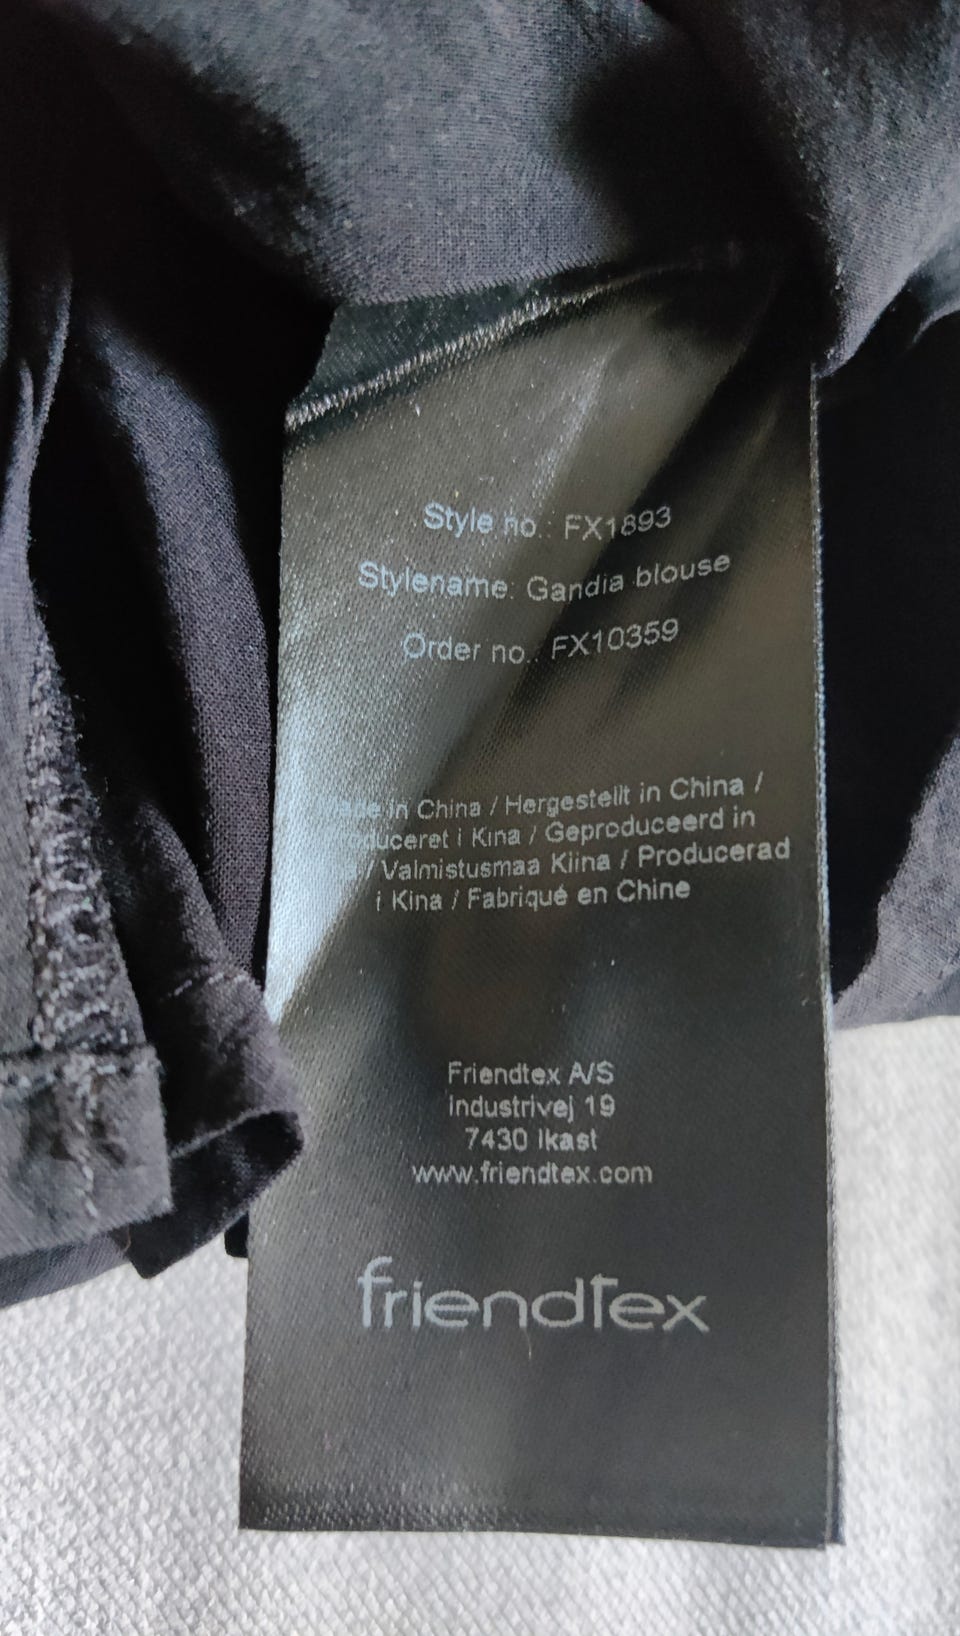 Style no.: FX1893
Stylename: Gandia blouse
Order no.: FX10359
Made in China / Hergestellt in China /
i Kina / Geproduceerd in
/ Valmistusmaa Kiina / Producerad
i Kina / Fabriqué en Chine
Friendtex A/S
Industrivej 19
7430 Ikast
www.friendtex.com
friendtex